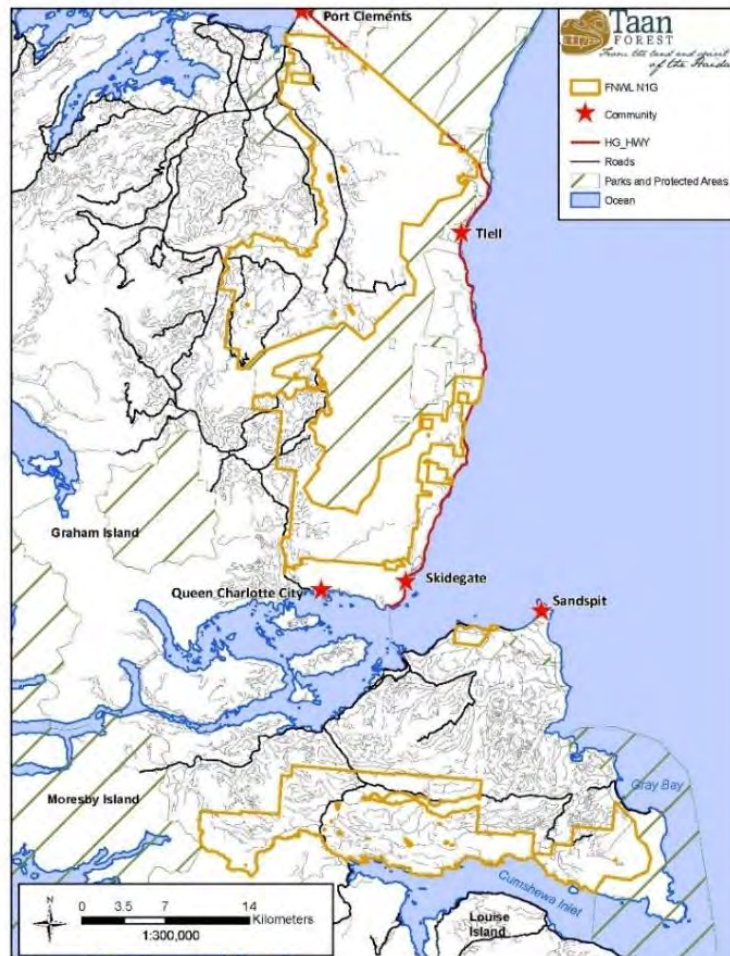 Port Clements
Taan
FOREST
From the land and spirit
of the Haida
FNWL N1G
Community
HG_HWY
Roads
Parks and Protected Areas
Ocean
Tlell
Graham Island
Queen Charlotte City
Skidegate
Sandspit
Gray Bay
Moresby Island
Cumshewa Inlet
Louise
Island
N
0 3.5 7 14
Kilometers
1:300,000